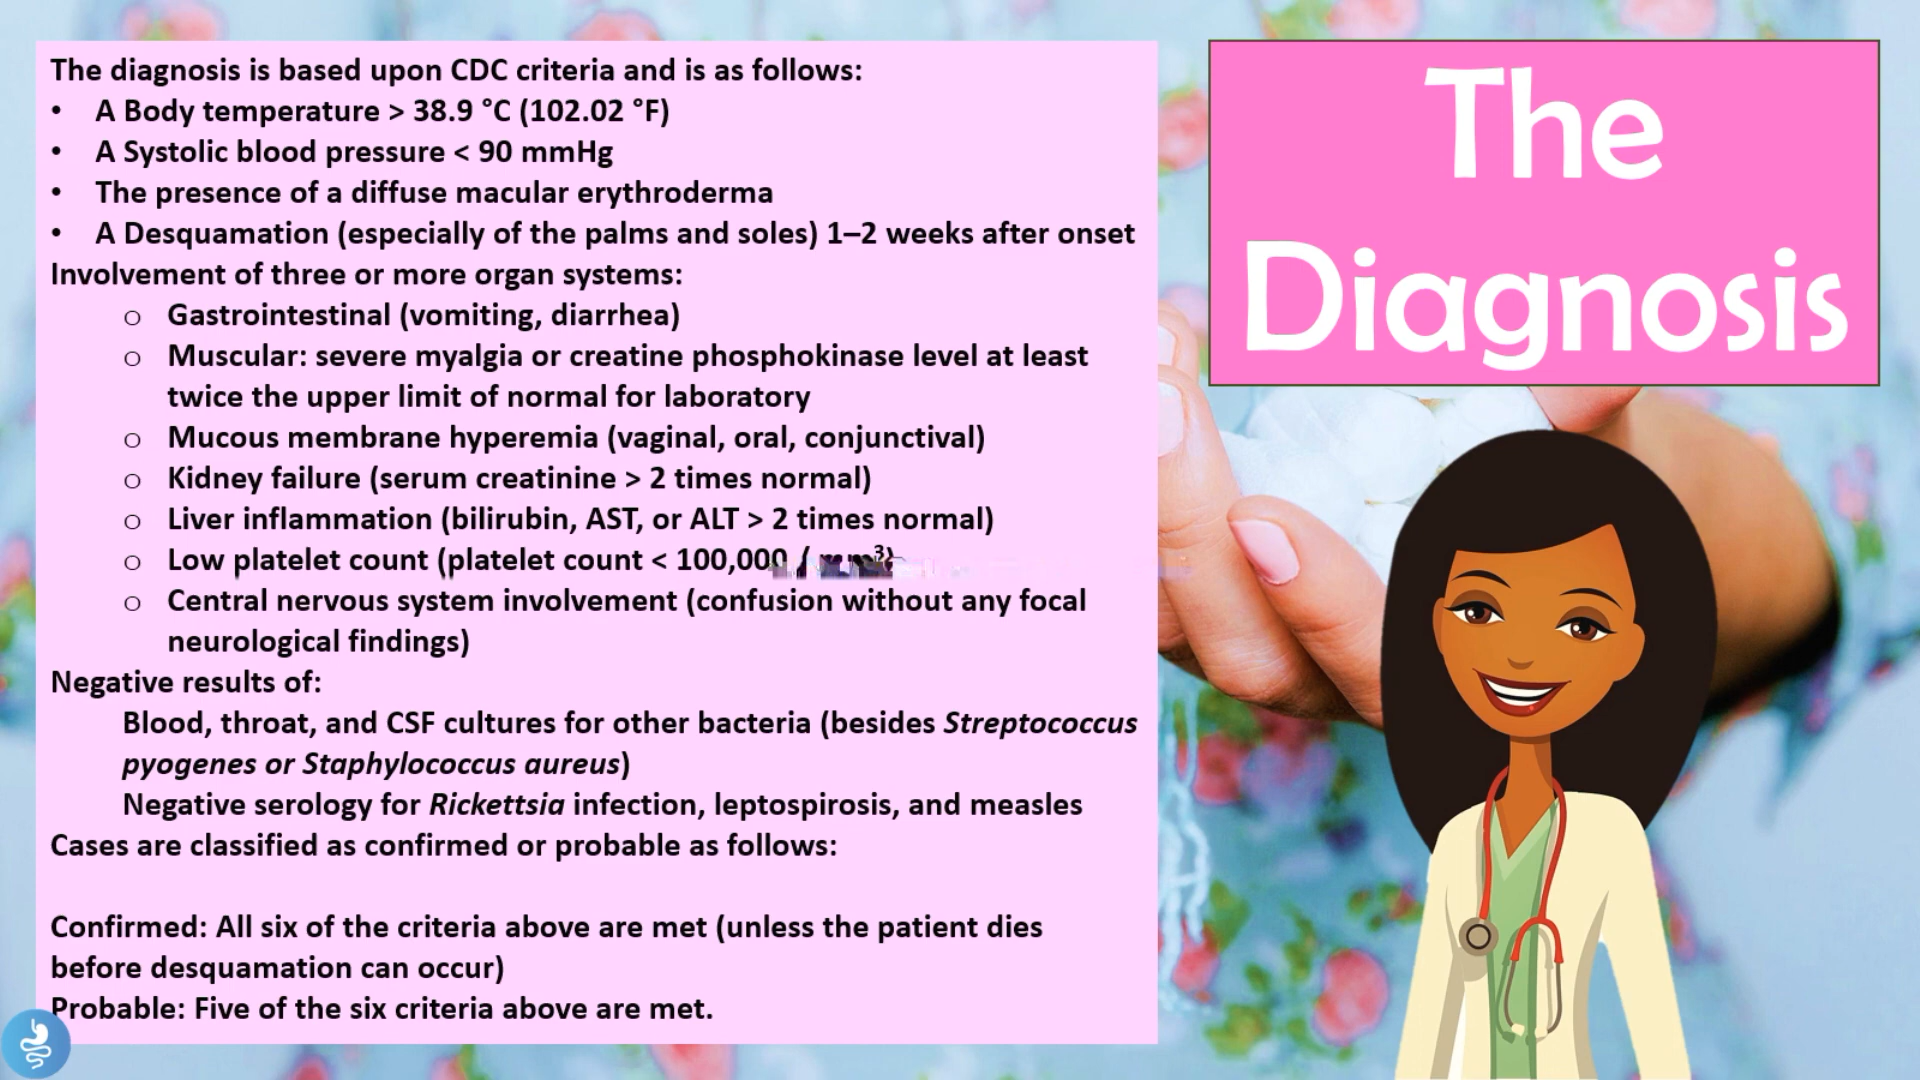 The diagnosis is based upon CDC criteria and is as follows:
• A Body temperature > 38.9 °C (102.02 °F)
• A Systolic blood pressure < 90 mmHg
• The presence of a diffuse macular erythroderma
• A Desquamation (especially of the palms and soles) 1–2 weeks after onset
Involvement of three or more organ systems:
o Gastrointestinal (vomiting, diarrhea)
o Muscular: severe myalgia or creatine phosphokinase level at least
twice the upper limit of normal for laboratory
o Mucous membrane hyperemia (vaginal, oral, conjunctival)
o Kidney failure (serum creatinine > 2 times normal)
o Liver inflammation (bilirubin, AST, or ALT > 2 times normal)
o Low platelet count (platelet count < 100,000 /
o Central nervous system involvement (confusion without any focal
neurological findings)
Negative results of:
Blood, throat, and CSF cultures for other bacteria (besides Streptococcus
pyogenes or Staphylococcus aureus)
Negative serology for Rickettsia infection, leptospirosis, and measles
Cases are classified as confirmed or probable as follows:
Confirmed: All six of the criteria above are met (unless the patient dies
before desquamation can occur)
Probable: Five of the six criteria above are met.
The
Diagnosis